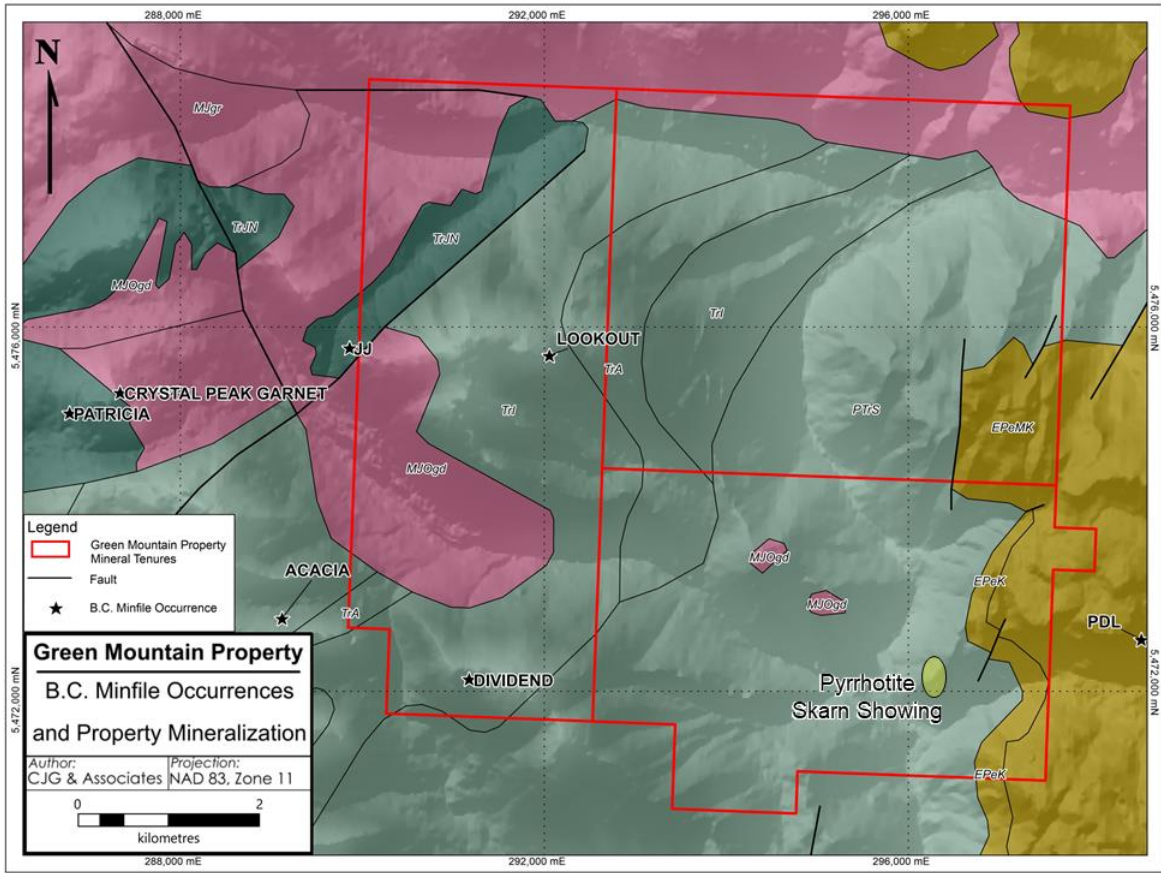 288,000 mE
292,000 mE
296,000 mE
N
MJgr
TrJN
TrJN
MJOgd
5,476,000 mN
5,476,000 mN
JJ
LOOKOUT
TrI
TrA
CRYSTAL PEAK GARNET
PATRICIA
TrI
PTrS
EPeMK
MJOgd
Legend
Green Mountain Property
Mineral Tenures
Fault
B.C. Minfile Occurrence
ACACIA
TrA
MJOgd
MJOgd
EPeK
PDL
DIVIDEND
Pyrrhotite
Skarn Showing
5,472,000 mN
5,472,000 mN
EPeK
Green Mountain Property
B.C. Minfile Occurrences
and Property Mineralization
Author:
CJG & Associates
Projection:
NAD 83, Zone 11
0 2
kilometres
288,000 mE
292,000 mE
296,000 mE